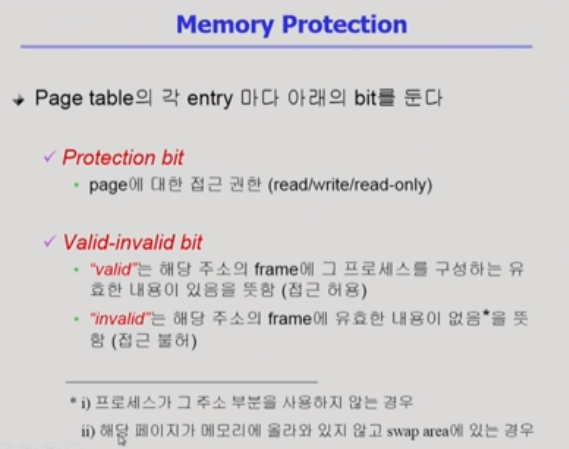 Memory Protection
Page table의 각 entry 마다 아래의 bit를 둔다
Protection bit
page에 대한 접근 권한 (read/write/read-only)
Valid-invalid bit
“valid”는 해당 주소의 frame에 그 프로세스를 구성하는 유
효한 내용이 있음을 뜻함 (접근 허용)
“invalid”는 해당 주소의 frame에 유효한 내용이 없음*을 뜻
함 (접근 불허)
* i) 프로세스가 그 주소 부분을 사용하지 않는 경우
ii) 해당 페이지가 메모리에 올라와 있지 않고 swap area에 있는 경우